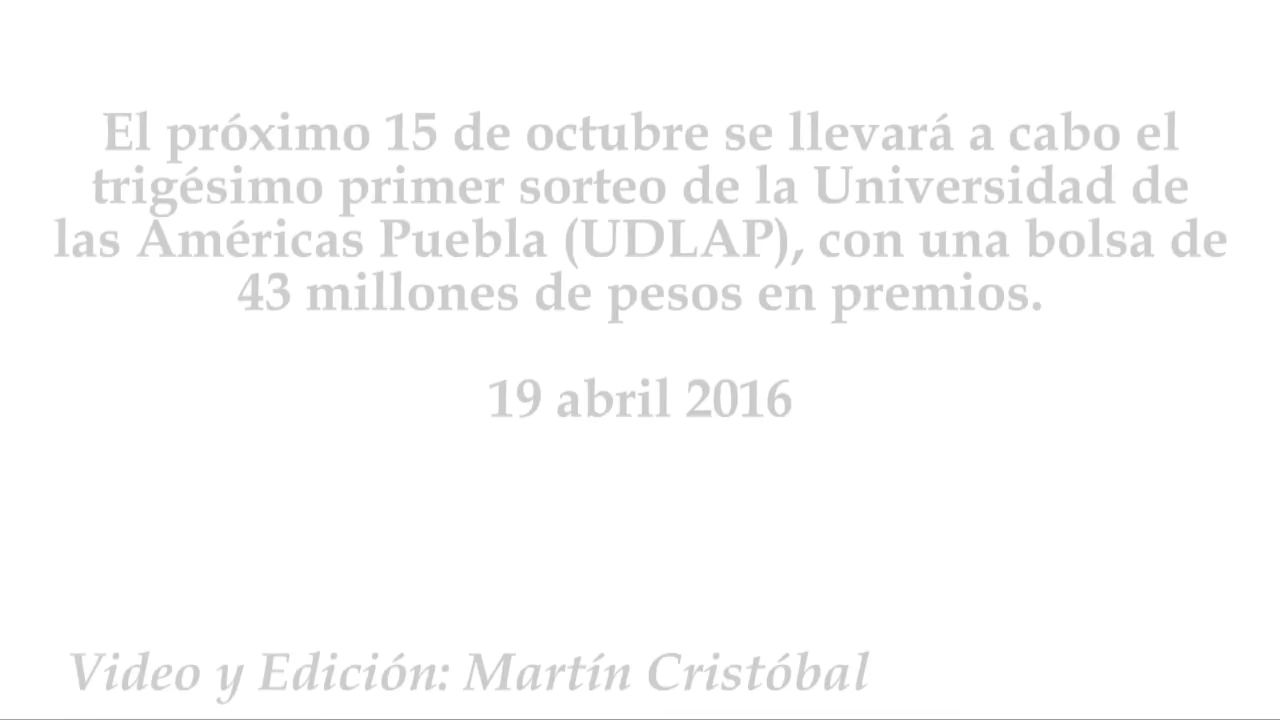 El próximo 15 de octubre se llevará a cabo el
trigésimo primer sorteo de la Universidad de
las Américas Puebla (UDLAP), con una bolsa de
43 millones de pesos en premios.
19 abril 2016
Video y Edición: Martín Cristóbal